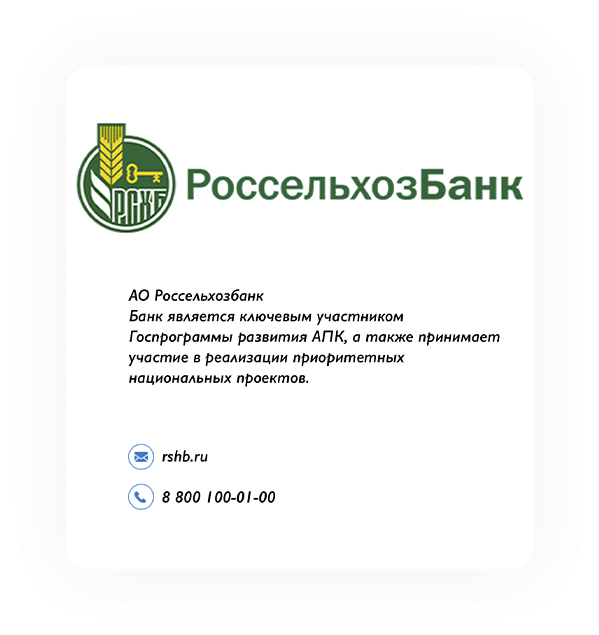 РСХБ
РоссельхозБанк
АО Россельхозбанк
Банк является ключевым участником
Госпрограммы развития АПК, а также принимает
участие в реализации приоритетных
национальных проектов.
rshb.ru
8 800 100-01-00